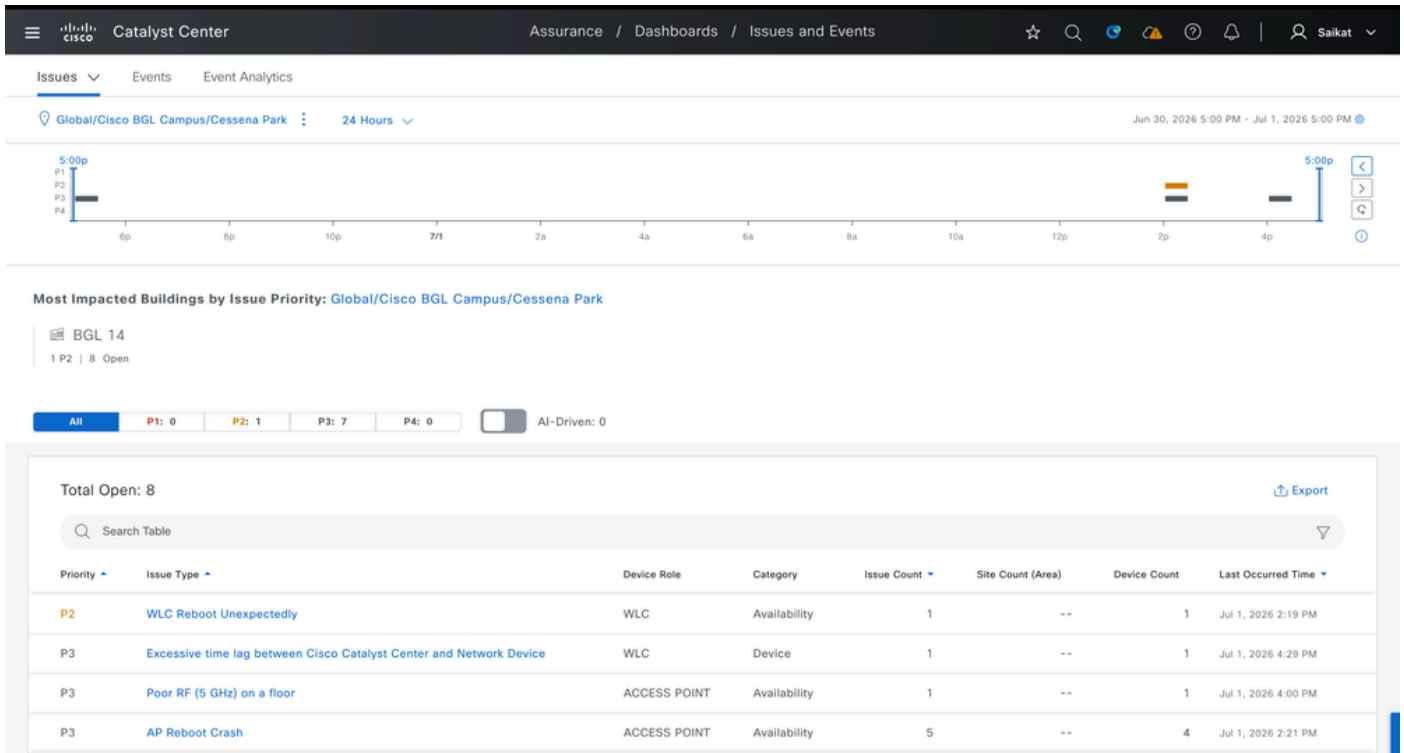 CISCO Catalyst Center Assurance / Dashboards / Issues and Events Saikat
Issues Events Event Analytics
Global/Cisco BGL Campus/Cessena Park 24 Hours Jun 30, 2026 5:00 PM - Jul 1, 2026 5:00 PM
5:00p 5:00p
P1
P2
P3
P4
6p 8p 10p 7/1 2a 4a 6a 8a 10a 12p 2p 4p
Most Impacted Buildings by Issue Priority: Global/Cisco BGL Campus/Cessena Park
BGL 14
1 P2 | 8 Open
All P1: 0 P2: 1 P3: 7 P4: 0 AI-Driven: 0
Total Open: 8 Export
Search Table
Priority Issue Type Device Role Category Issue Count Site Count (Area) Device Count Last Occurred Time
P2 WLC Reboot Unexpectedly WLC Availability 1 -- 1 Jul 1, 2026 2:19 PM
P3 Excessive time lag between Cisco Catalyst Center and Network Device WLC Device 1 -- 1 Jul 1, 2026 4:29 PM
P3 Poor RF (5 GHz) on a floor ACCESS POINT Availability 1 -- 1 Jul 1, 2026 4:00 PM
P3 AP Reboot Crash ACCESS POINT Availability 5 -- 4 Jul 1, 2026 2:21 PM